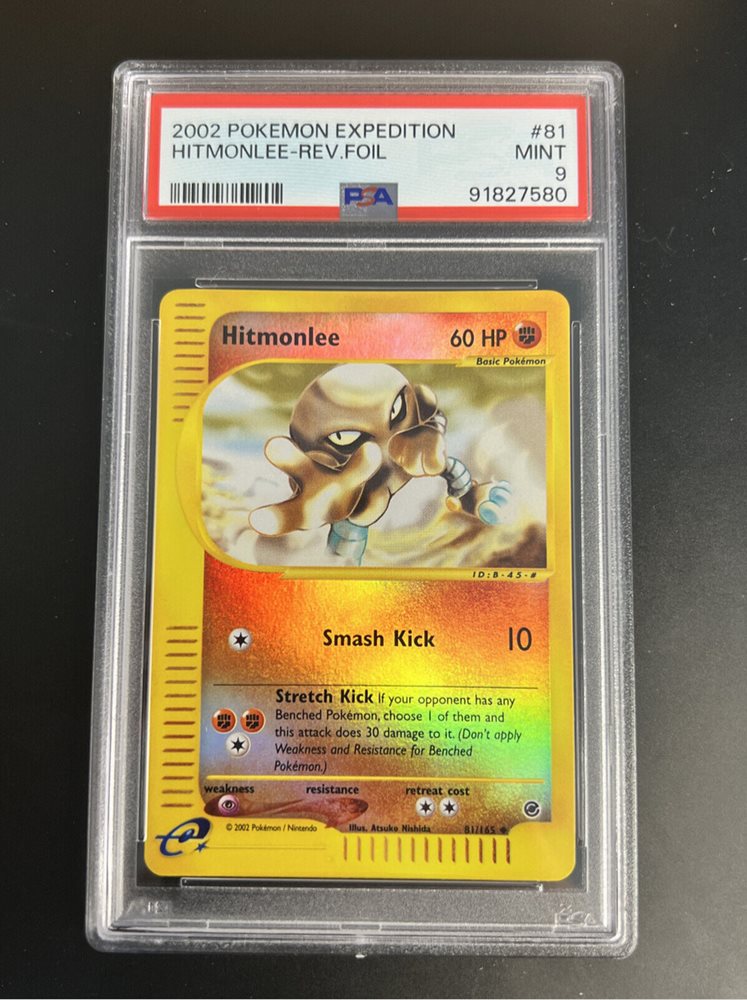 2002 POKEMON EXPEDITION #81
HITMONLEE-REV.FOIL MINT
9
PSA 91827580
Hitmonlee 60 HP
Basic Pokémon
ID:B-45-#
Smash Kick 10
Stretch Kick If your opponent has any
Benched Pokémon, choose 1 of them and
this attack does 30 damage to it. (Don't apply
Weakness and Resistance for Benched
Pokémon.)
weakness resistance retreat cost
© 2002 Pokémon / Nintendo Illus. Atsuko Nishida 81/165
e